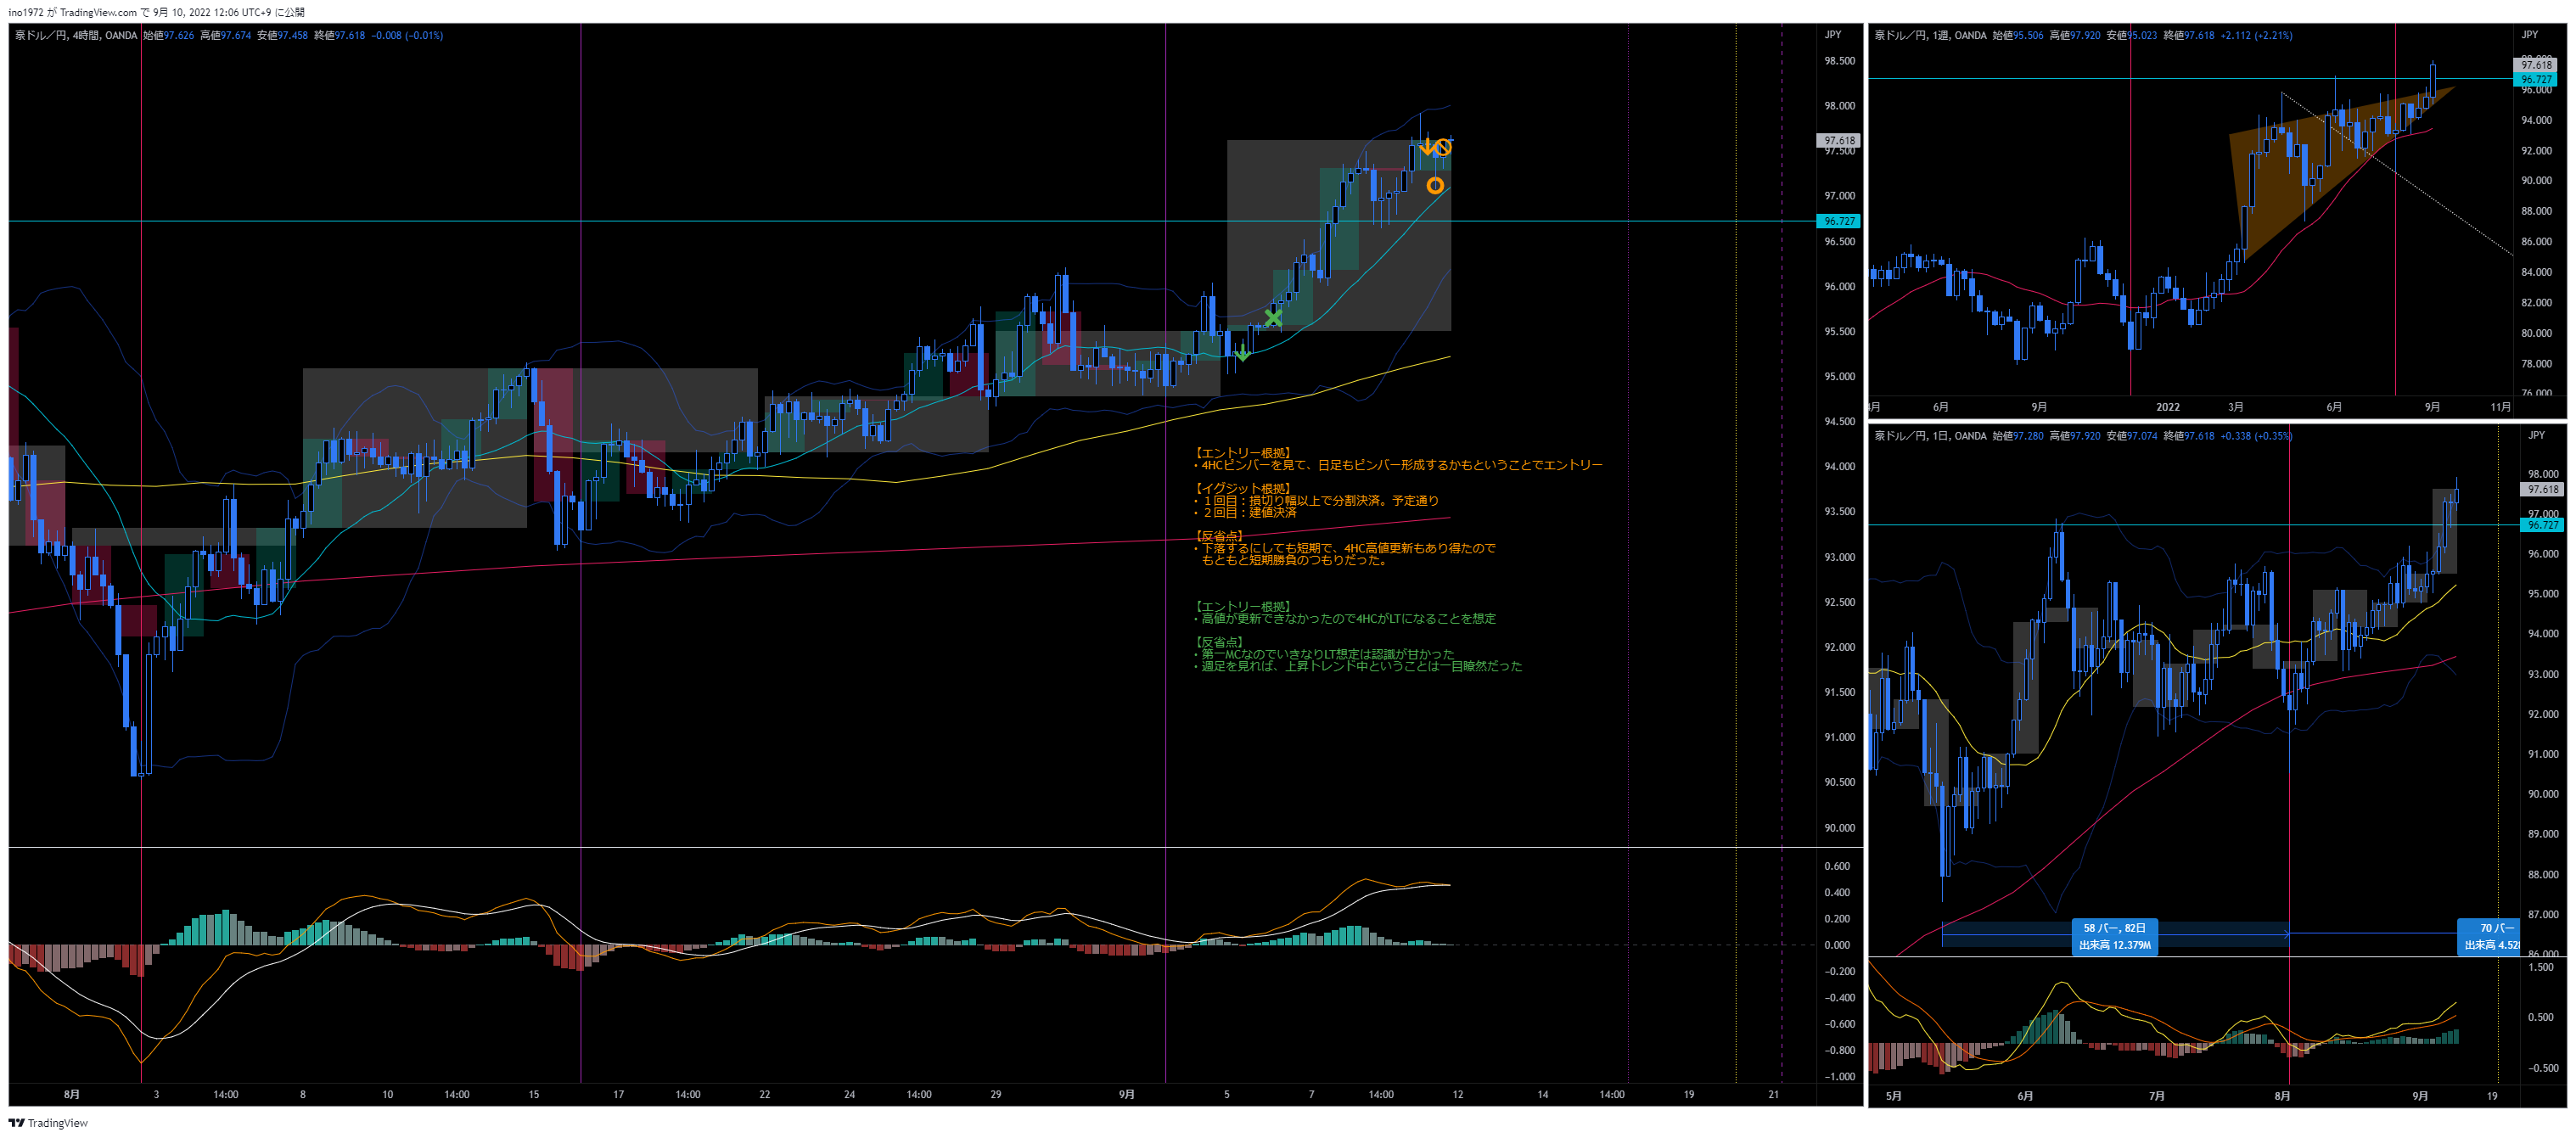 ino1972 が TradingView.com で 9月 10, 2022 12:06 UTC+9 に公開
豪ドル／円, 4時間, OANDA 始値97.626 高値97.674 安値97.458 終値97.618 −0.008 (−0.01%)
JPY
98.500
98.000
97.618
97.500
97.000
96.727
96.500
96.000
95.500
95.000
94.500
94.000
93.500
93.000
92.500
92.000
91.500
91.000
90.500
90.000
【エントリー根拠】
・4HCピンバーを見て、日足もピンバー形成するかもということでエントリー
【イグジット根拠】
・１回目：損切り幅以上で分割決済。予定通り
・２回目：建値決済
【反省点】
・下落するにしても短期で、4HC高値更新もあり得たので
もともと短期勝負のつもりだった。
【エントリー根拠】
・高値が更新できなかったので4HCがLTになることを想定
【反省点】
・第一MCなのでいきなりLT想定は認識が甘かった
・週足を見れば、上昇トレンド中ということは一目瞭然だった
0.600
0.400
0.200
0.000
−0.200
−0.400
−0.600
−0.800
−1.000
8月 3 14:00 8 10 14:00 15 17 14:00 22 24 14:00 29 9月 5 7 14:00 12 14 14:00 19 21
豪ドル／円, 1週, OANDA 始値95.506 高値97.920 安値95.023 終値97.618 +2.112 (+2.21%)
JPY
97.618
96.727
96.000
94.000
92.000
90.000
88.000
86.000
84.000
82.000
80.000
78.000
76.000
6月 9月 2022 3月 6月 9月 11月
豪ドル／円, 1日, OANDA 始値97.280 高値97.920 安値97.074 終値97.618 +0.338 (+0.35%)
JPY
98.000
97.618
97.000
96.727
96.000
95.000
94.000
93.000
92.000
91.000
90.000
89.000
88.000
87.000
86.000
58 バー, 82日
出来高 12.379M
70 バー
出来高 4.52
1.500
0.500
−0.500
5月 6月 7月 8月 9月 19
TradingView